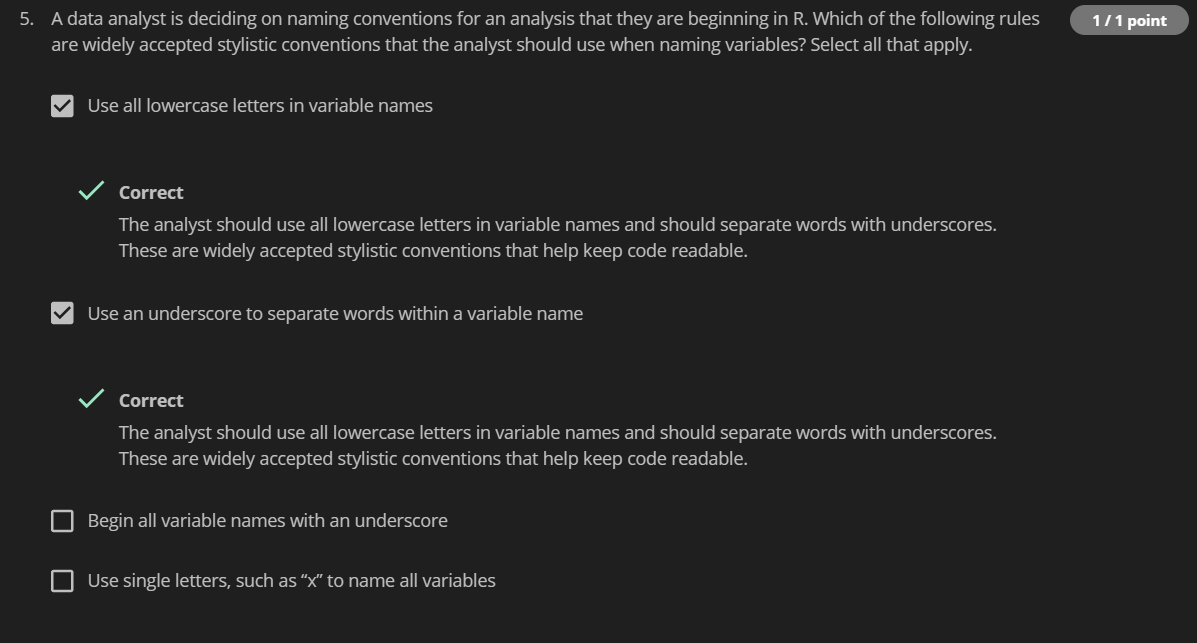 5. A data analyst is deciding on naming conventions for an analysis that they are beginning in R. Which of the following rules
are widely accepted stylistic conventions that the analyst should use when naming variables? Select all that apply.
1 / 1 point
Use all lowercase letters in variable names
Correct
The analyst should use all lowercase letters in variable names and should separate words with underscores.
These are widely accepted stylistic conventions that help keep code readable.
Use an underscore to separate words within a variable name
Correct
The analyst should use all lowercase letters in variable names and should separate words with underscores.
These are widely accepted stylistic conventions that help keep code readable.
Begin all variable names with an underscore
Use single letters, such as “x” to name all variables